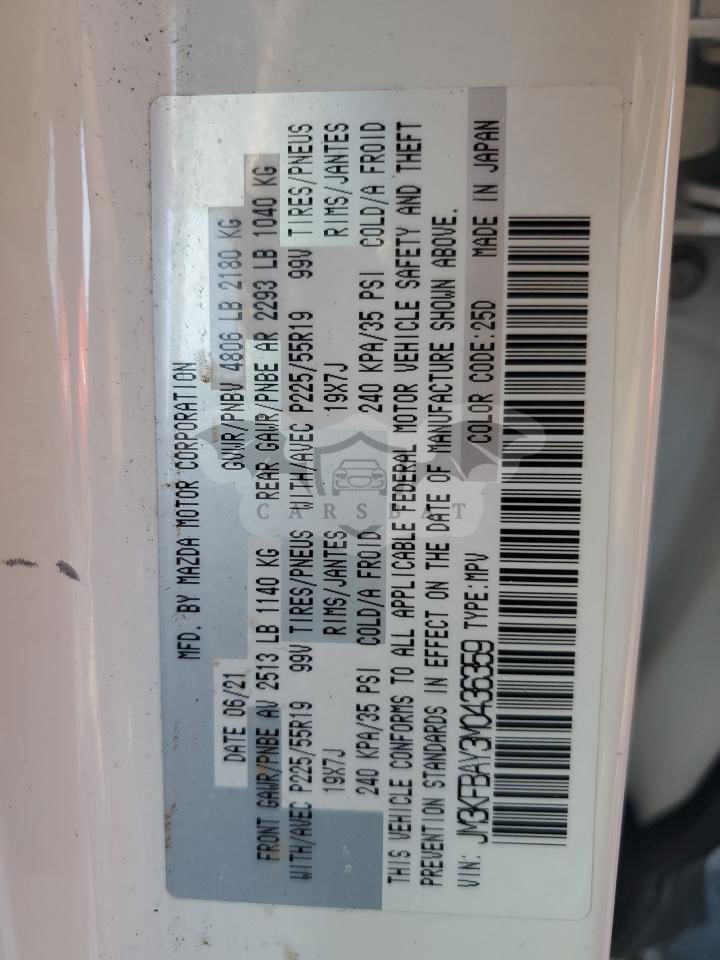 MFD. BY MAZDA MOTOR CORPORATION
DATE 06/21 GVWR/PNBV 4806 LB 2180 KG
FRONT GAWR/PNBE AV 2513 LB 1140 KG REAR GAWR/PNBE AR 2293 LB 1040 KG
WITH/AVEC P225/55R19 99V TIRES/PNEUS WITH/AVEC P225/55R19 99V TIRES/PNEUS
19X7J RIMS/JANTES 19X7J RIMS/JANTES
240 KPA/35 PSI COLD/A FROID 240 KPA/35 PSI COLD/A FROID
THIS VEHICLE CONFORMS TO ALL APPLICABLE FEDERAL MOTOR VEHICLE SAFETY AND THEFT
PREVENTION STANDARDS IN EFFECT ON THE DATE OF MANUFACTURE SHOWN ABOVE.
VIN: JM3KFBAY3M0436359 TYPE:MPV COLOR CODE:25D MADE IN JAPAN
CARSBAT